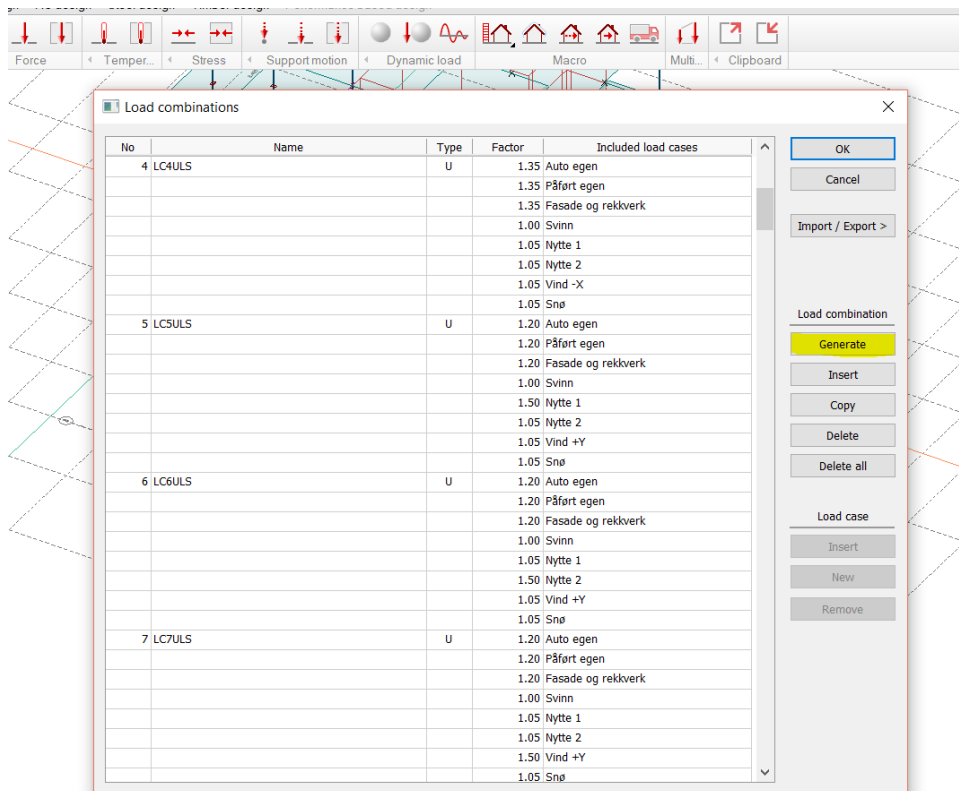 Force Temper... Stress Support motion Dynamic load Macro Multi... Clipboard
Load combinations
No Name Type Factor Included load cases
4 LC4ULS U 1.35 Auto egen
1.35 Påført egen
1.35 Fasade og rekkverk
1.00 Svinn
1.05 Nytte 1
1.05 Nytte 2
1.05 Vind -X
1.05 Snø
5 LC5ULS U 1.20 Auto egen
1.20 Påført egen
1.20 Fasade og rekkverk
1.00 Svinn
1.50 Nytte 1
1.05 Nytte 2
1.05 Vind +Y
1.05 Snø
6 LC6ULS U 1.20 Auto egen
1.20 Påført egen
1.20 Fasade og rekkverk
1.00 Svinn
1.05 Nytte 1
1.50 Nytte 2
1.05 Vind +Y
1.05 Snø
7 LC7ULS U 1.20 Auto egen
1.20 Påført egen
1.20 Fasade og rekkverk
1.00 Svinn
1.05 Nytte 1
1.05 Nytte 2
1.50 Vind +Y
1.05 Snø
OK
Cancel
Import / Export >
Load combination
Generate
Insert
Copy
Delete
Delete all
Load case
Insert
New
Remove